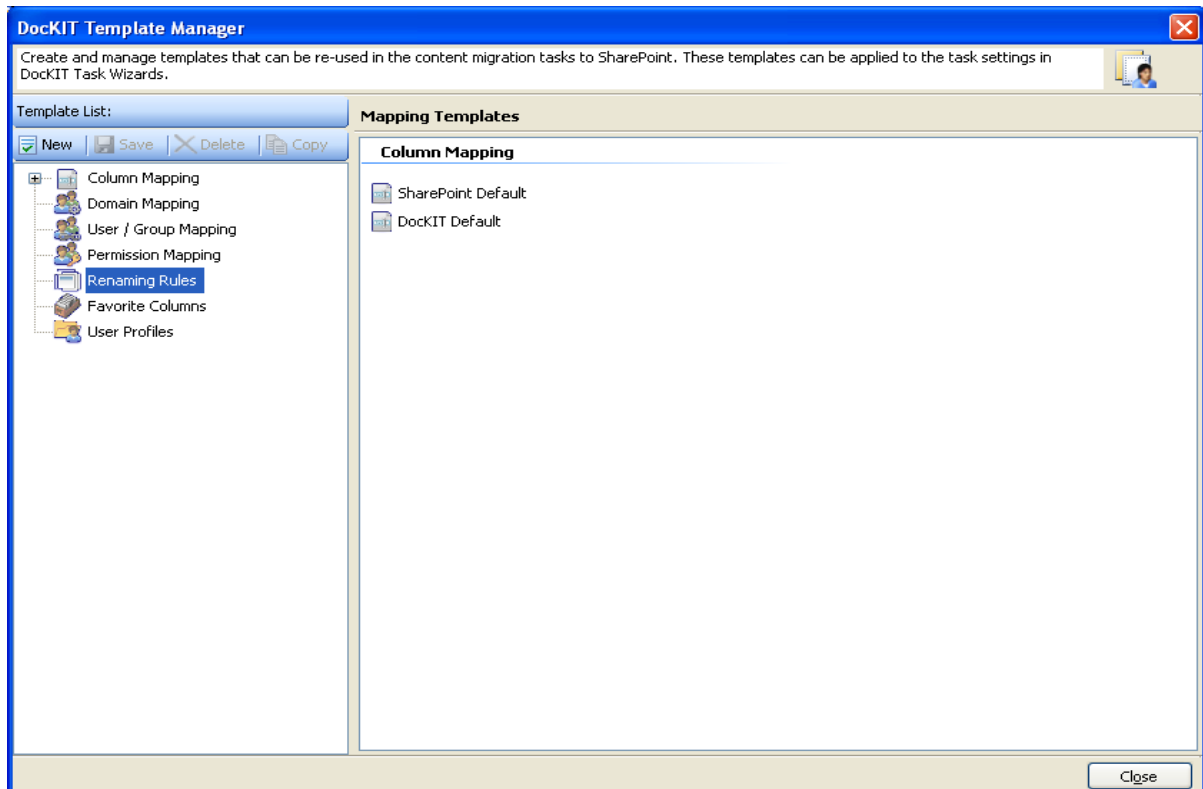 DocKIT Template Manager
Create and manage templates that can be re-used in the content migration tasks to SharePoint. These templates can be applied to the task settings in
DocKIT Task Wizards.
Template List:
New Save Delete Copy
Column Mapping
Domain Mapping
User / Group Mapping
Permission Mapping
Renaming Rules
Favorite Columns
User Profiles
Mapping Templates
Column Mapping
SharePoint Default
DocKIT Default
Close